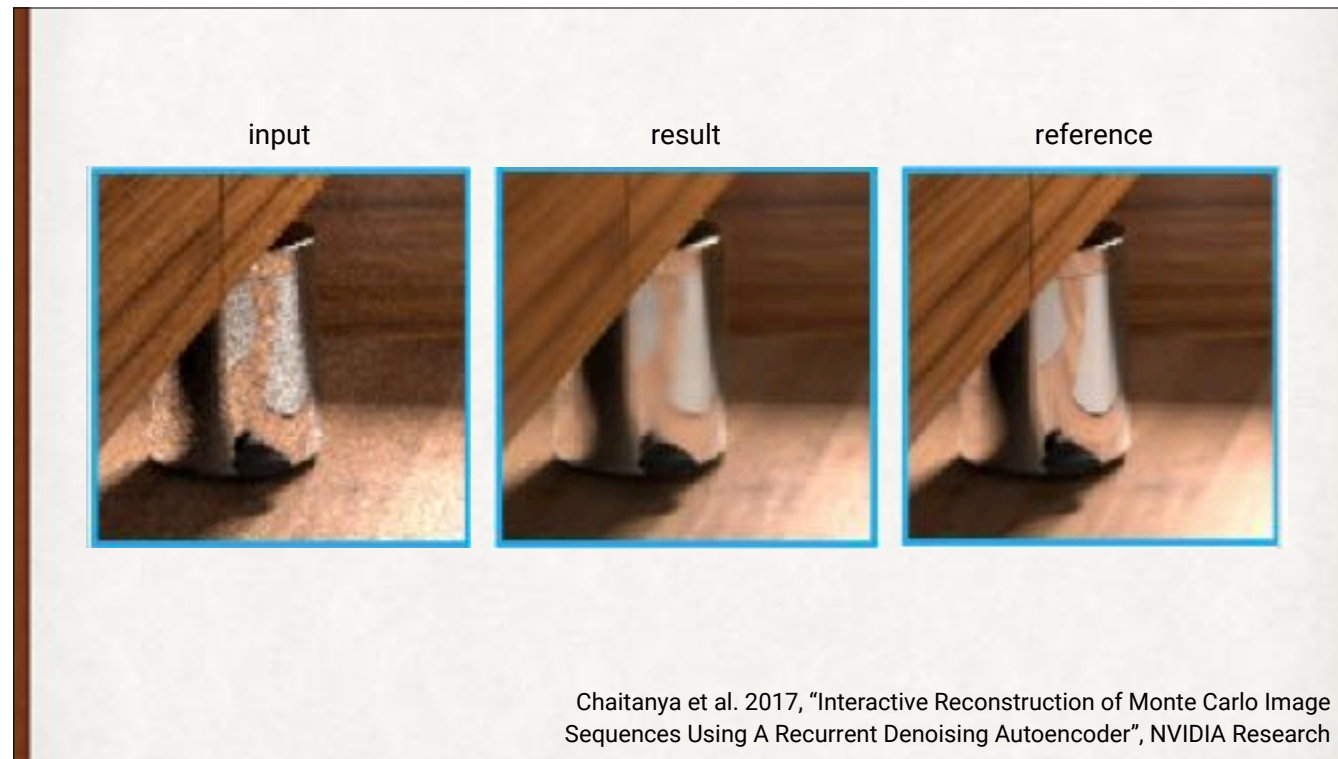 input
result
reference
Chaitanya et al. 2017, “Interactive Reconstruction of Monte Carlo Image
Sequences Using A Recurrent Denoising Autoencoder”, NVIDIA Research